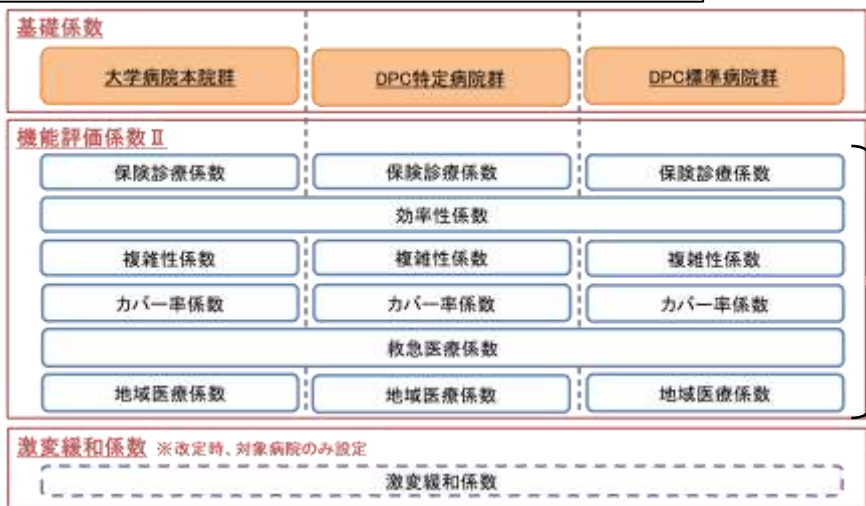 基礎係数
大学病院本院群 DPC特定病院群 DPC標準病院群
機能評価係数Ⅱ
保険診療係数 保険診療係数 保険診療係数
効率性係数
複雑性係数 複雑性係数 複雑性係数
カバー率係数 カバー率係数 カバー率係数
救急医療係数
地域医療係数 地域医療係数 地域医療係数
激変緩和係数 ※改定時、対象病院のみ設定
激変緩和係数